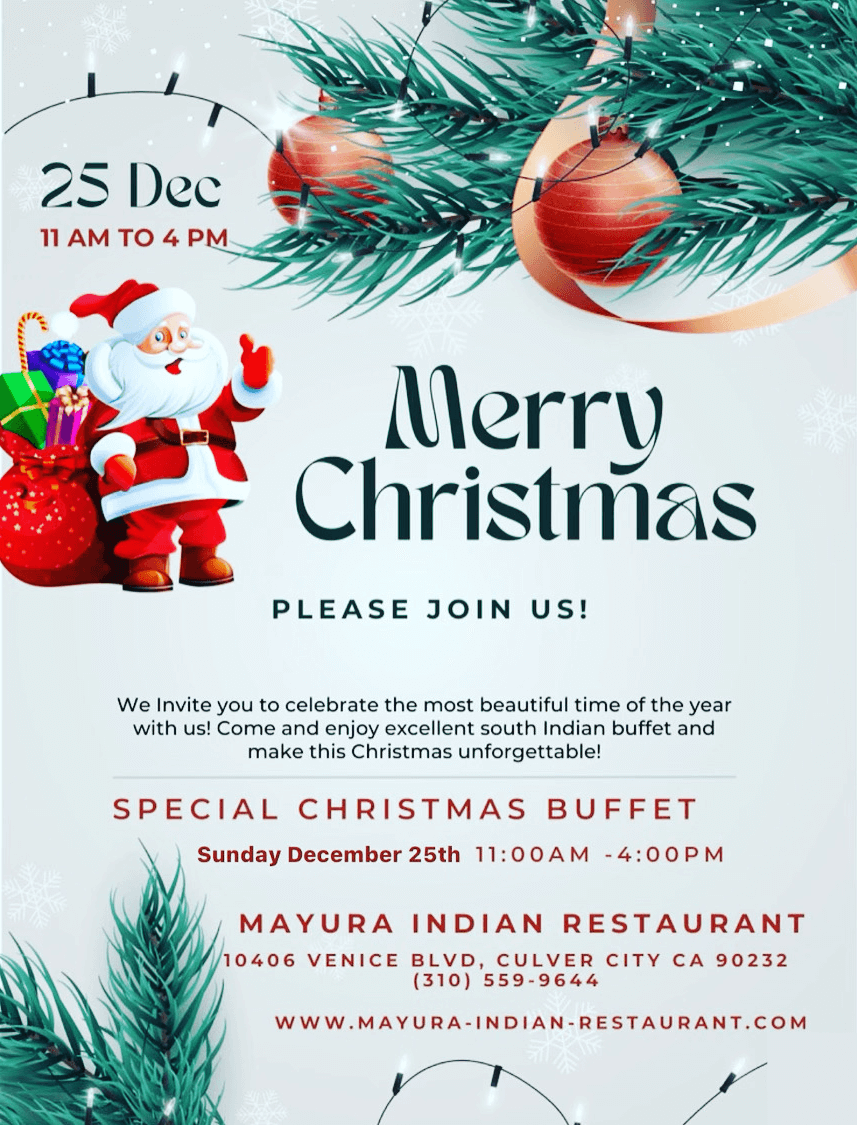 25 Dec
11 AM TO 4 PM
Merry
Christmas
PLEASE JOIN US!
We Invite you to celebrate the most beautiful time of the year
with us! Come and enjoy excellent south Indian buffet and
make this Christmas unforgettable!
SPECIAL CHRISTMAS BUFFET
Sunday December 25th 11:00AM -4:00PM
MAYURA INDIAN RESTAURANT
10406 VENICE BLVD, CULVER CITY CA 90232
(310) 559-9644
WWW.MAYURA-INDIAN-RESTAURANT.COM